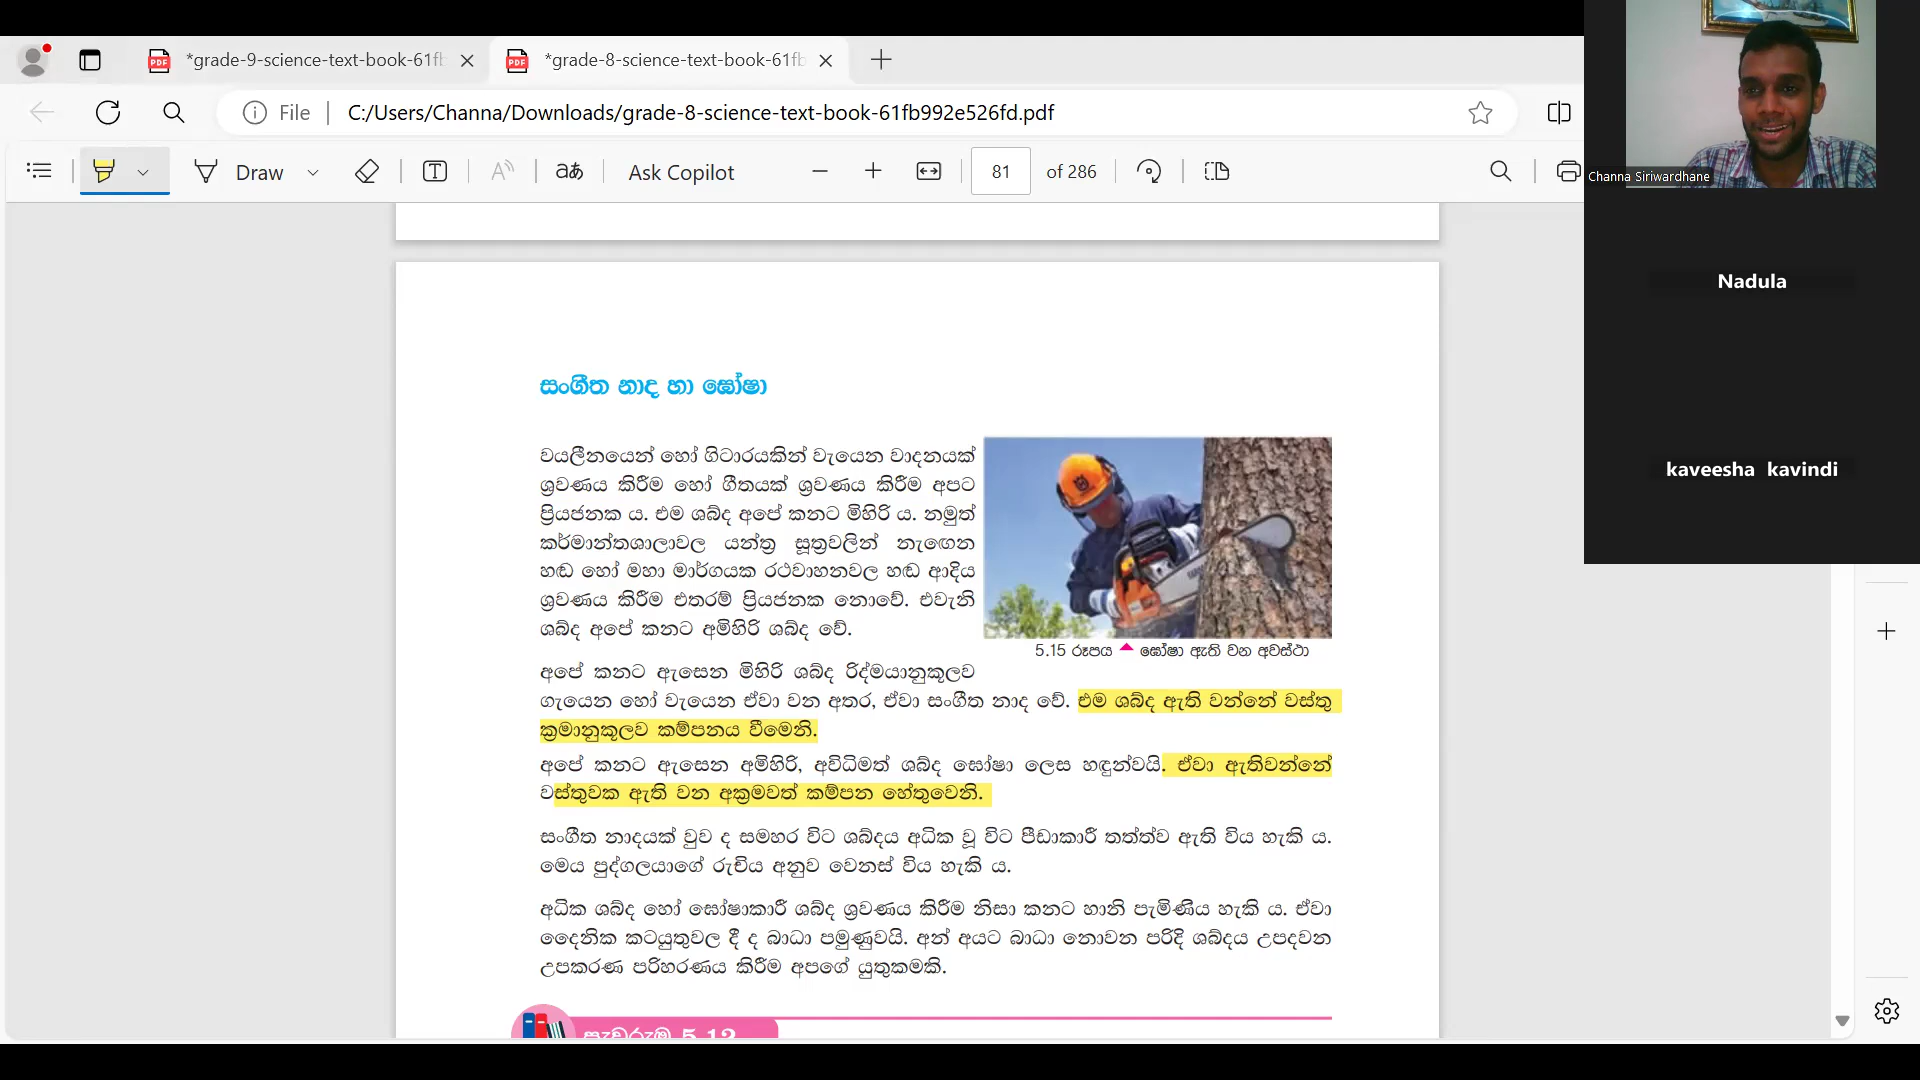 *grade-9-science-text-book-61fb
*grade-8-science-text-book-61fb
File
C:/Users/Channa/Downloads/grade-8-science-text-book-61fb992e526fd.pdf
Draw
aあ
Ask Copilot
81 of 286
Channa Siriwardhane
Nadula
kaveesha kavindi
සංගීත නාද හා ඝෝෂා
වයලීනයෙන් හෝ ගිටාරයකින් වැයෙන වාදනයක්
ශ්‍රවණය කිරීම හෝ ගීතයක් ශ්‍රවණය කිරීම අපට
ප්‍රියජනක ය. එම ශබ්ද අපේ කනට මිහිරි ය. නමුත්
කර්මාන්තශාලාවල යන්ත්‍ර සූත්‍රවලින් නැඟෙන
හඬ හෝ මහා මාර්ගයක රථවාහනවල හඬ ආදිය
ශ්‍රවණය කිරීම එතරම් ප්‍රියජනක නොවේ. එවැනි
ශබ්ද අපේ කනට අමිහිරි ශබ්ද වේ.
5.15 රූපය ▲ ඝෝෂා ඇති වන අවස්ථා
අපේ කනට ඇසෙන මිහිරි ශබ්ද රිද්මයානුකූලව
ගැයෙන හෝ වැයෙන ඒවා වන අතර, ඒවා සංගීත නාද වේ. එම ශබ්ද ඇති වන්නේ වස්තු
ක්‍රමානුකූලව කම්පනය වීමෙනි.
අපේ කනට ඇසෙන අමිහිරි, අවිධිමත් ශබ්ද ඝෝෂා ලෙස හඳුන්වයි. ඒවා ඇතිවන්නේ
වස්තුවක ඇති වන අක්‍රමවත් කම්පන හේතුවෙනි.
සංගීත නාදයක් වුව ද සමහර විට ශබ්දය අධික වූ විට පීඩාකාරී තත්ත්ව ඇති විය හැකි ය.
මෙය පුද්ගලයාගේ රුචිය අනුව වෙනස් විය හැකි ය.
අධික ශබ්ද හෝ ඝෝෂාකාරී ශබ්ද ශ්‍රවණය කිරීම නිසා කනට හානි පැමිණිය හැකි ය. ඒවා
දෛනික කටයුතුවල දී ද බාධා පමුණුවයි. අන් අයට බාධා නොවන පරිදි ශබ්දය උපදවන
උපකරණ පරිහරණය කිරීම අපගේ යුතුකමකි.
පැවරුම 5.12